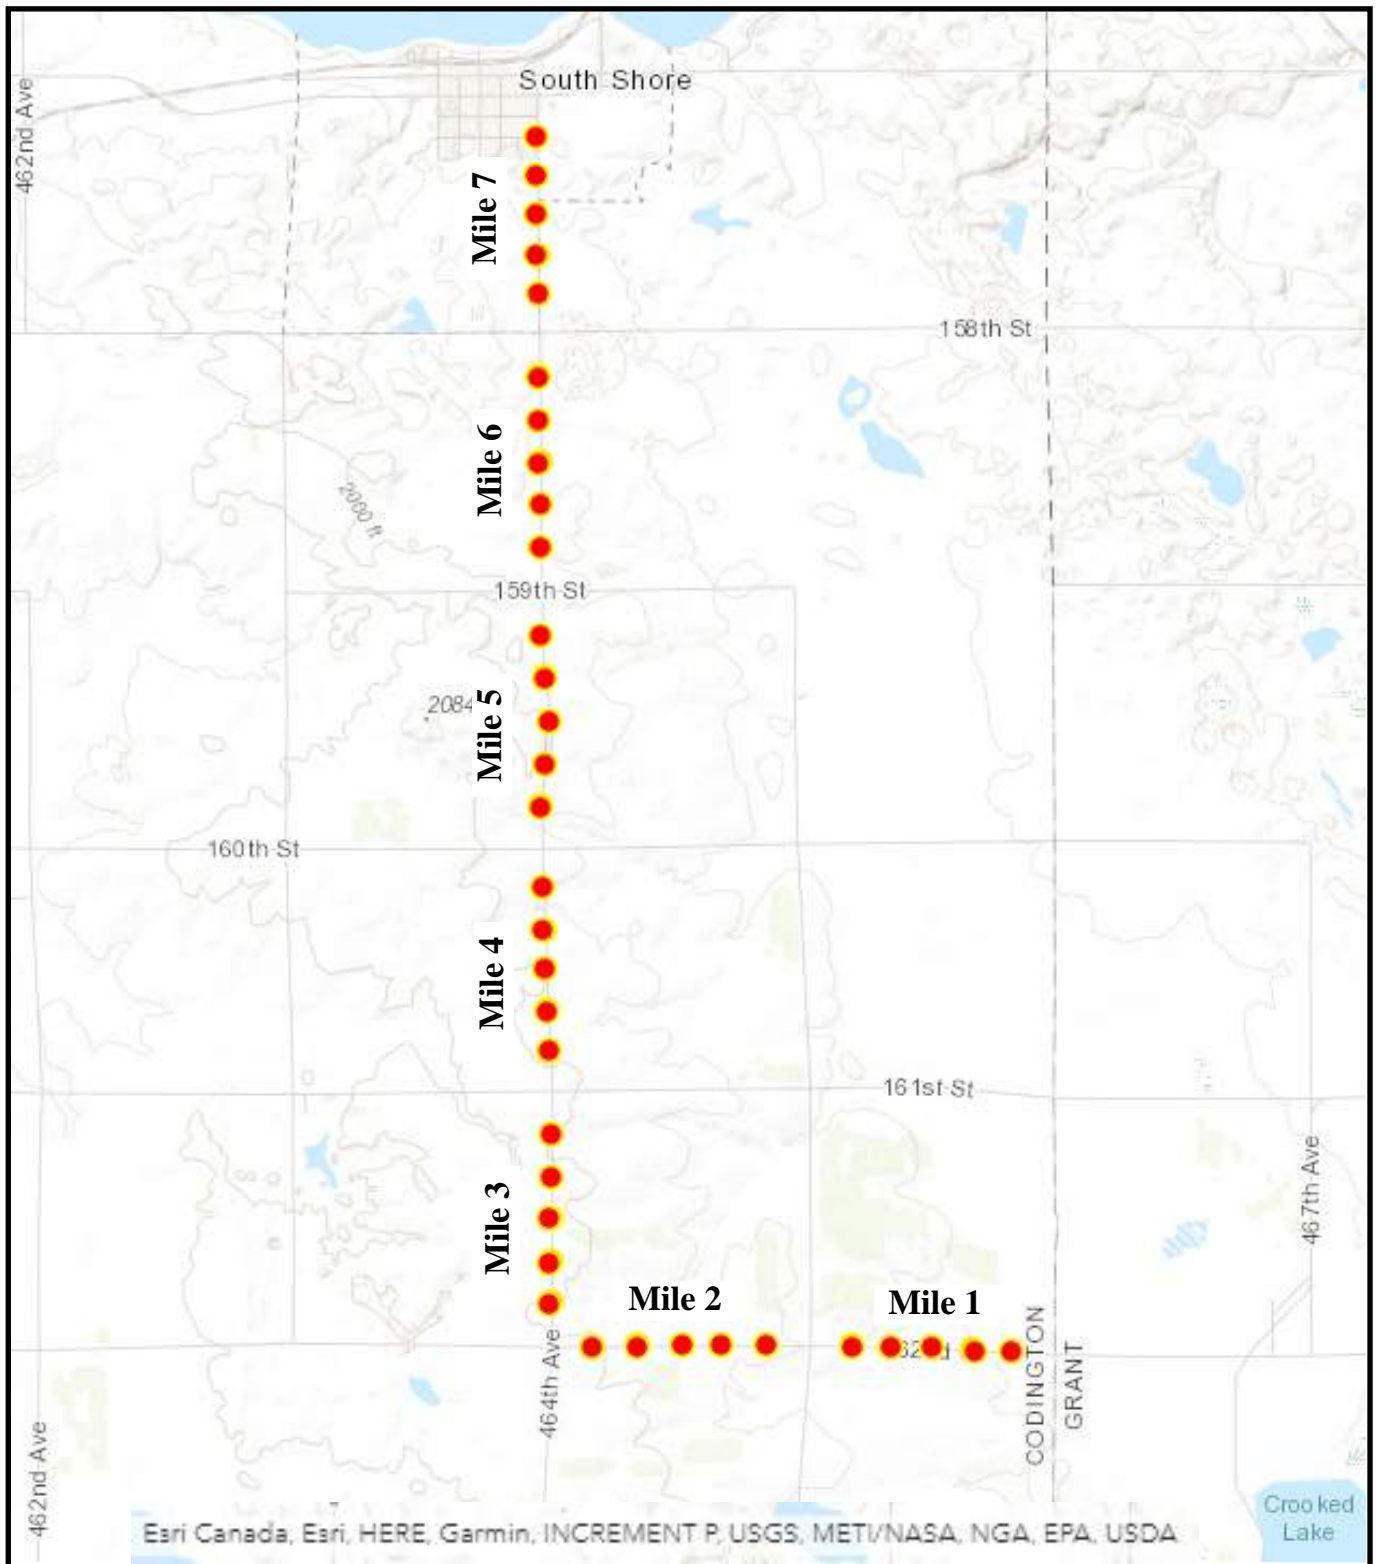 South Shore
462nd Ave
Mile 7
158th St
Mile 6
2000 ft
159th St
2084
Mile 5
160th St
Mile 4
161st St
467th Ave
Mile 3
Mile 2
Mile 1
464th Ave
CODINGTON
GRANT
462nd Ave
Crooked
Lake
Esri Canada, Esri, HERE, Garmin, INCREMENT P, USGS, METI/NASA, NGA, EPA, USDA